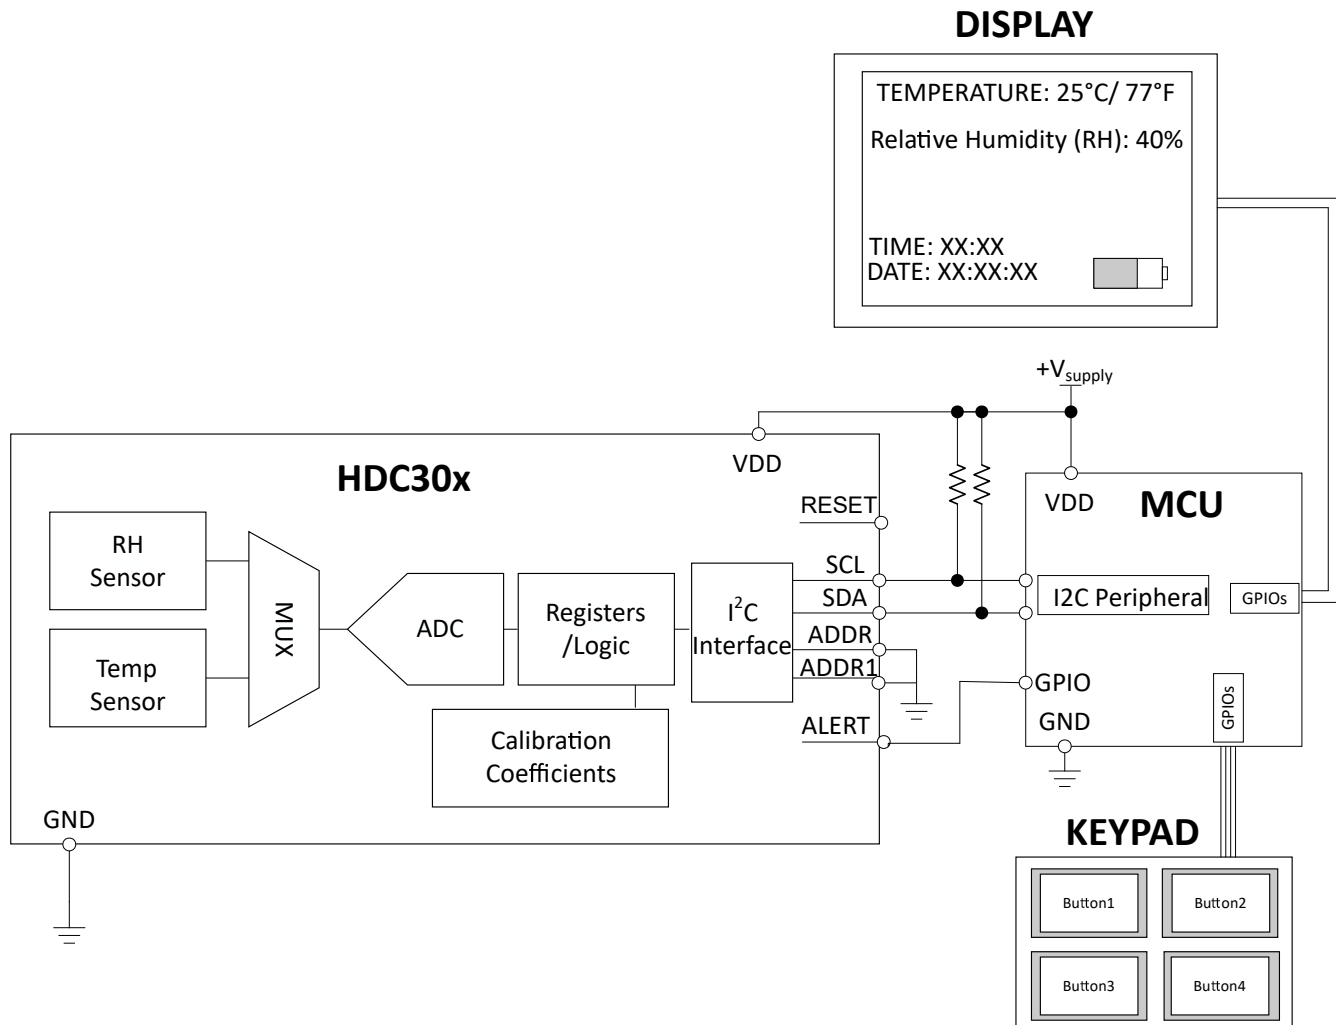 DISPLAY
TEMPERATURE: 25°C/ 77°F
Relative Humidity (RH): 40%
TIME: XX:XX
DATE: XX:XX:XX
+Vsupply
HDC30x
VDD
RESET
SCL
SDA
ADDR
ADDR1
ALERT
GND
RH
Sensor
Temp
Sensor
MUX
ADC
Registers
/Logic
I²C
Interface
Calibration
Coefficients
MCU
VDD
I2C Peripheral
GPIOs
GPIO
GND
GPIOs
KEYPAD
Button1
Button2
Button3
Button4